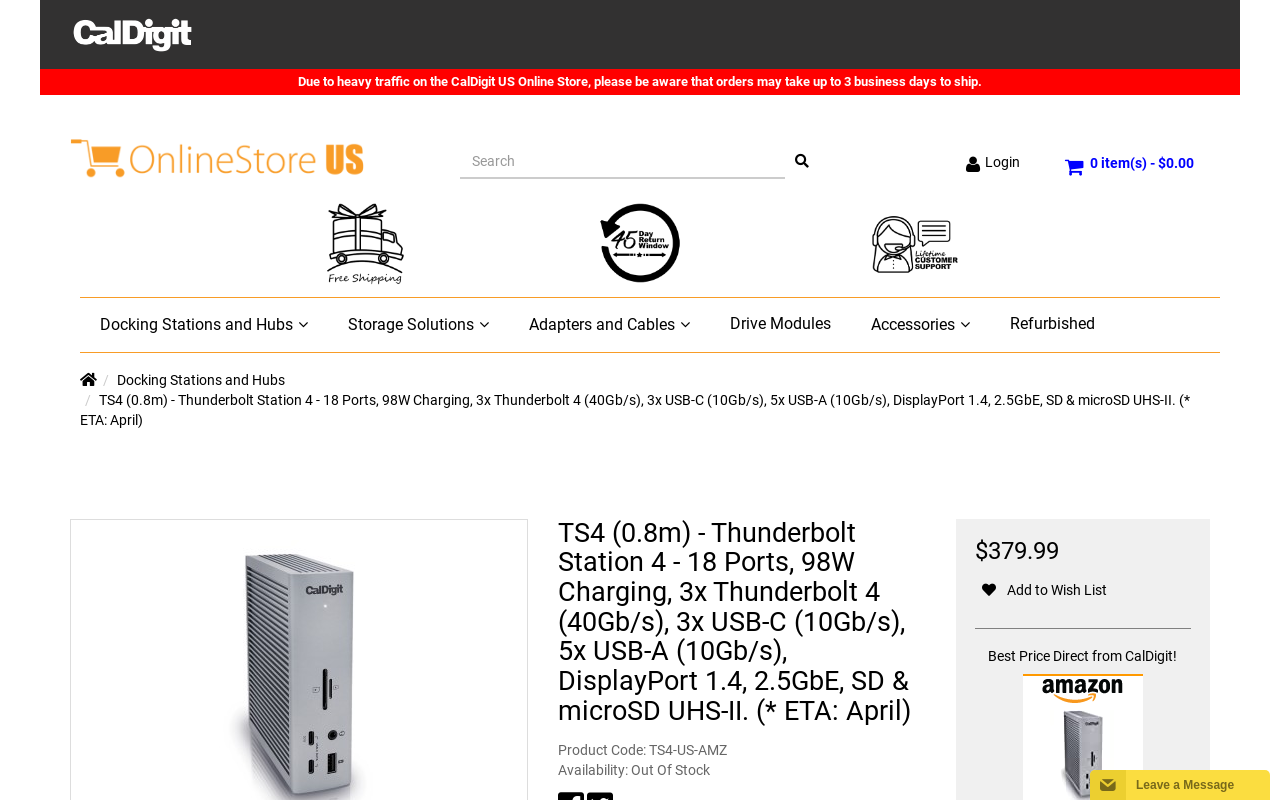 CalDigit
Due to heavy traffic on the CalDigit US Online Store, please be aware that orders may take up to 3 business days to ship.
OnlineStore US
Search
Login
0 item(s) - $0.00
Free Shipping
45 Day Return Window
Lifetime CUSTOMER SUPPORT
Docking Stations and Hubs
Storage Solutions
Adapters and Cables
Drive Modules
Accessories
Refurbished
/ Docking Stations and Hubs
/ TS4 (0.8m) - Thunderbolt Station 4 - 18 Ports, 98W Charging, 3x Thunderbolt 4 (40Gb/s), 3x USB-C (10Gb/s), 5x USB-A (10Gb/s), DisplayPort 1.4, 2.5GbE, SD & microSD UHS-II. (*
ETA: April)
CalDigit
TS4 (0.8m) - Thunderbolt
Station 4 - 18 Ports, 98W
Charging, 3x Thunderbolt 4
(40Gb/s), 3x USB-C (10Gb/s),
5x USB-A (10Gb/s),
DisplayPort 1.4, 2.5GbE, SD &
microSD UHS-II. (* ETA: April)
Product Code: TS4-US-AMZ
Availability: Out Of Stock
$379.99
Add to Wish List
Best Price Direct from CalDigit!
amazon
Leave a Message